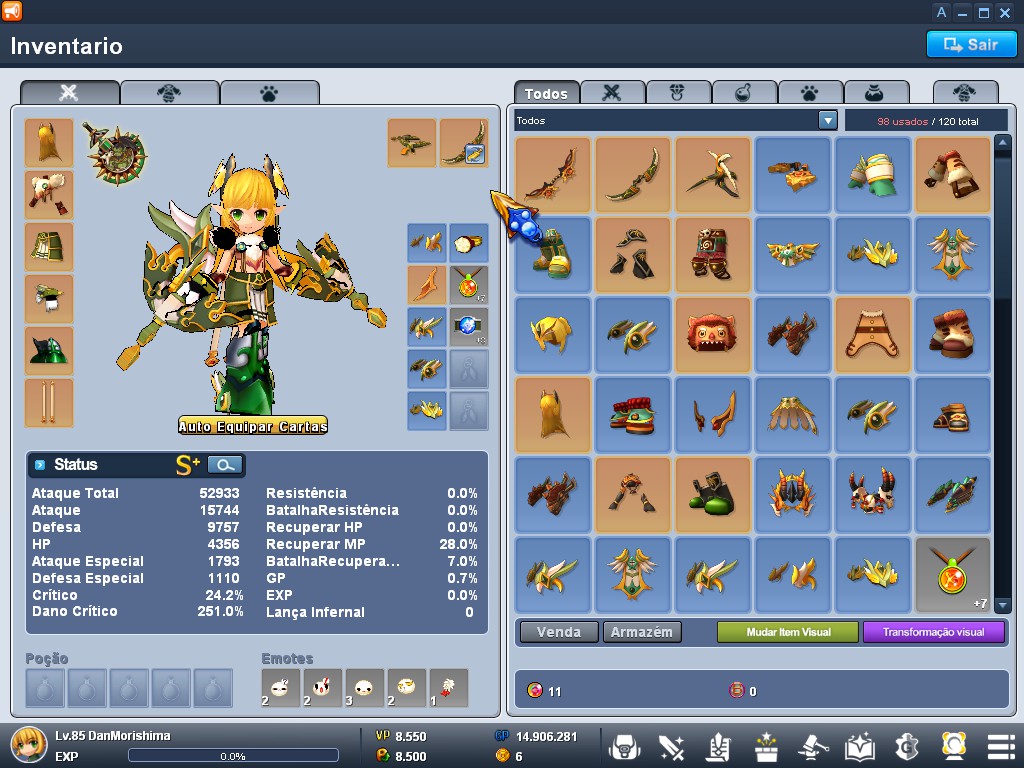 A
Inventario
Sair
Todos
Todos
98 usados / 120 total
+7
+3
Auto Equipar Cartas
Status S+
Ataque Total 52933
Ataque 15744
Defesa 9757
HP 4356
Ataque Especial 1793
Defesa Especial 1110
Crítico 24.2%
Dano Crítico 251.0%
Resistência 0.0%
BatalhaResistência 0.0%
Recuperar HP 0.0%
Recuperar MP 28.0%
BatalhaRecupera... 7.0%
GP 0.7%
EXP 0.0%
Lança Infernal 0
+7
Venda Armazém Mudar Item Visual Transformação visual
Poção Emotes
2 2 3 2 1
11 0
Lv.85 DanMorishima
EXP 0.0%
VP 8.550
8.500
GP 14.906.281
6